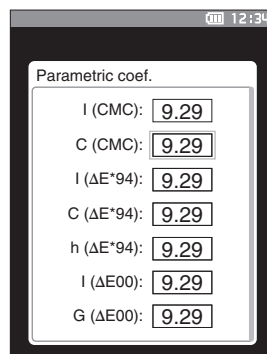 12:34
Parametric coef.
l (CMC): 9.29
C (CMC): 9.29
l (ΔE*94): 9.29
C (ΔE*94): 9.29
h (ΔE*94): 9.29
l (ΔE00): 9.29
G (ΔE00): 9.29